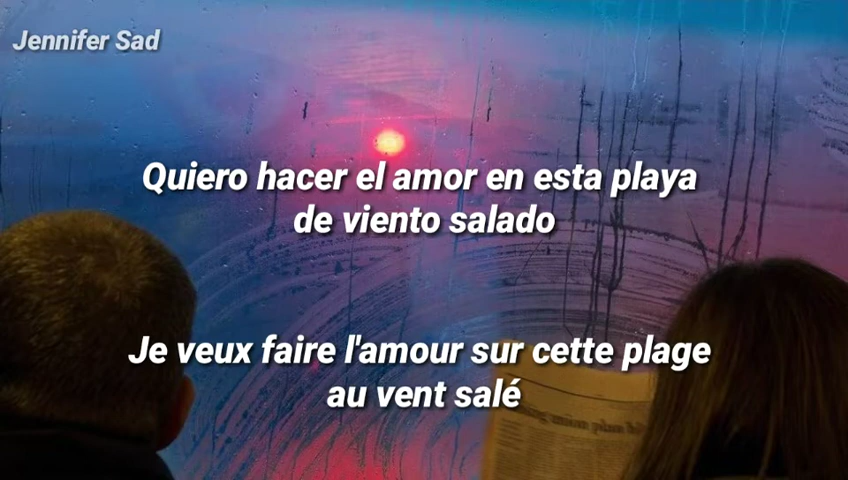 Jennifer Sad
Quiero hacer el amor en esta playa
de viento salado
Je veux faire l'amour sur cette plage
au vent salé